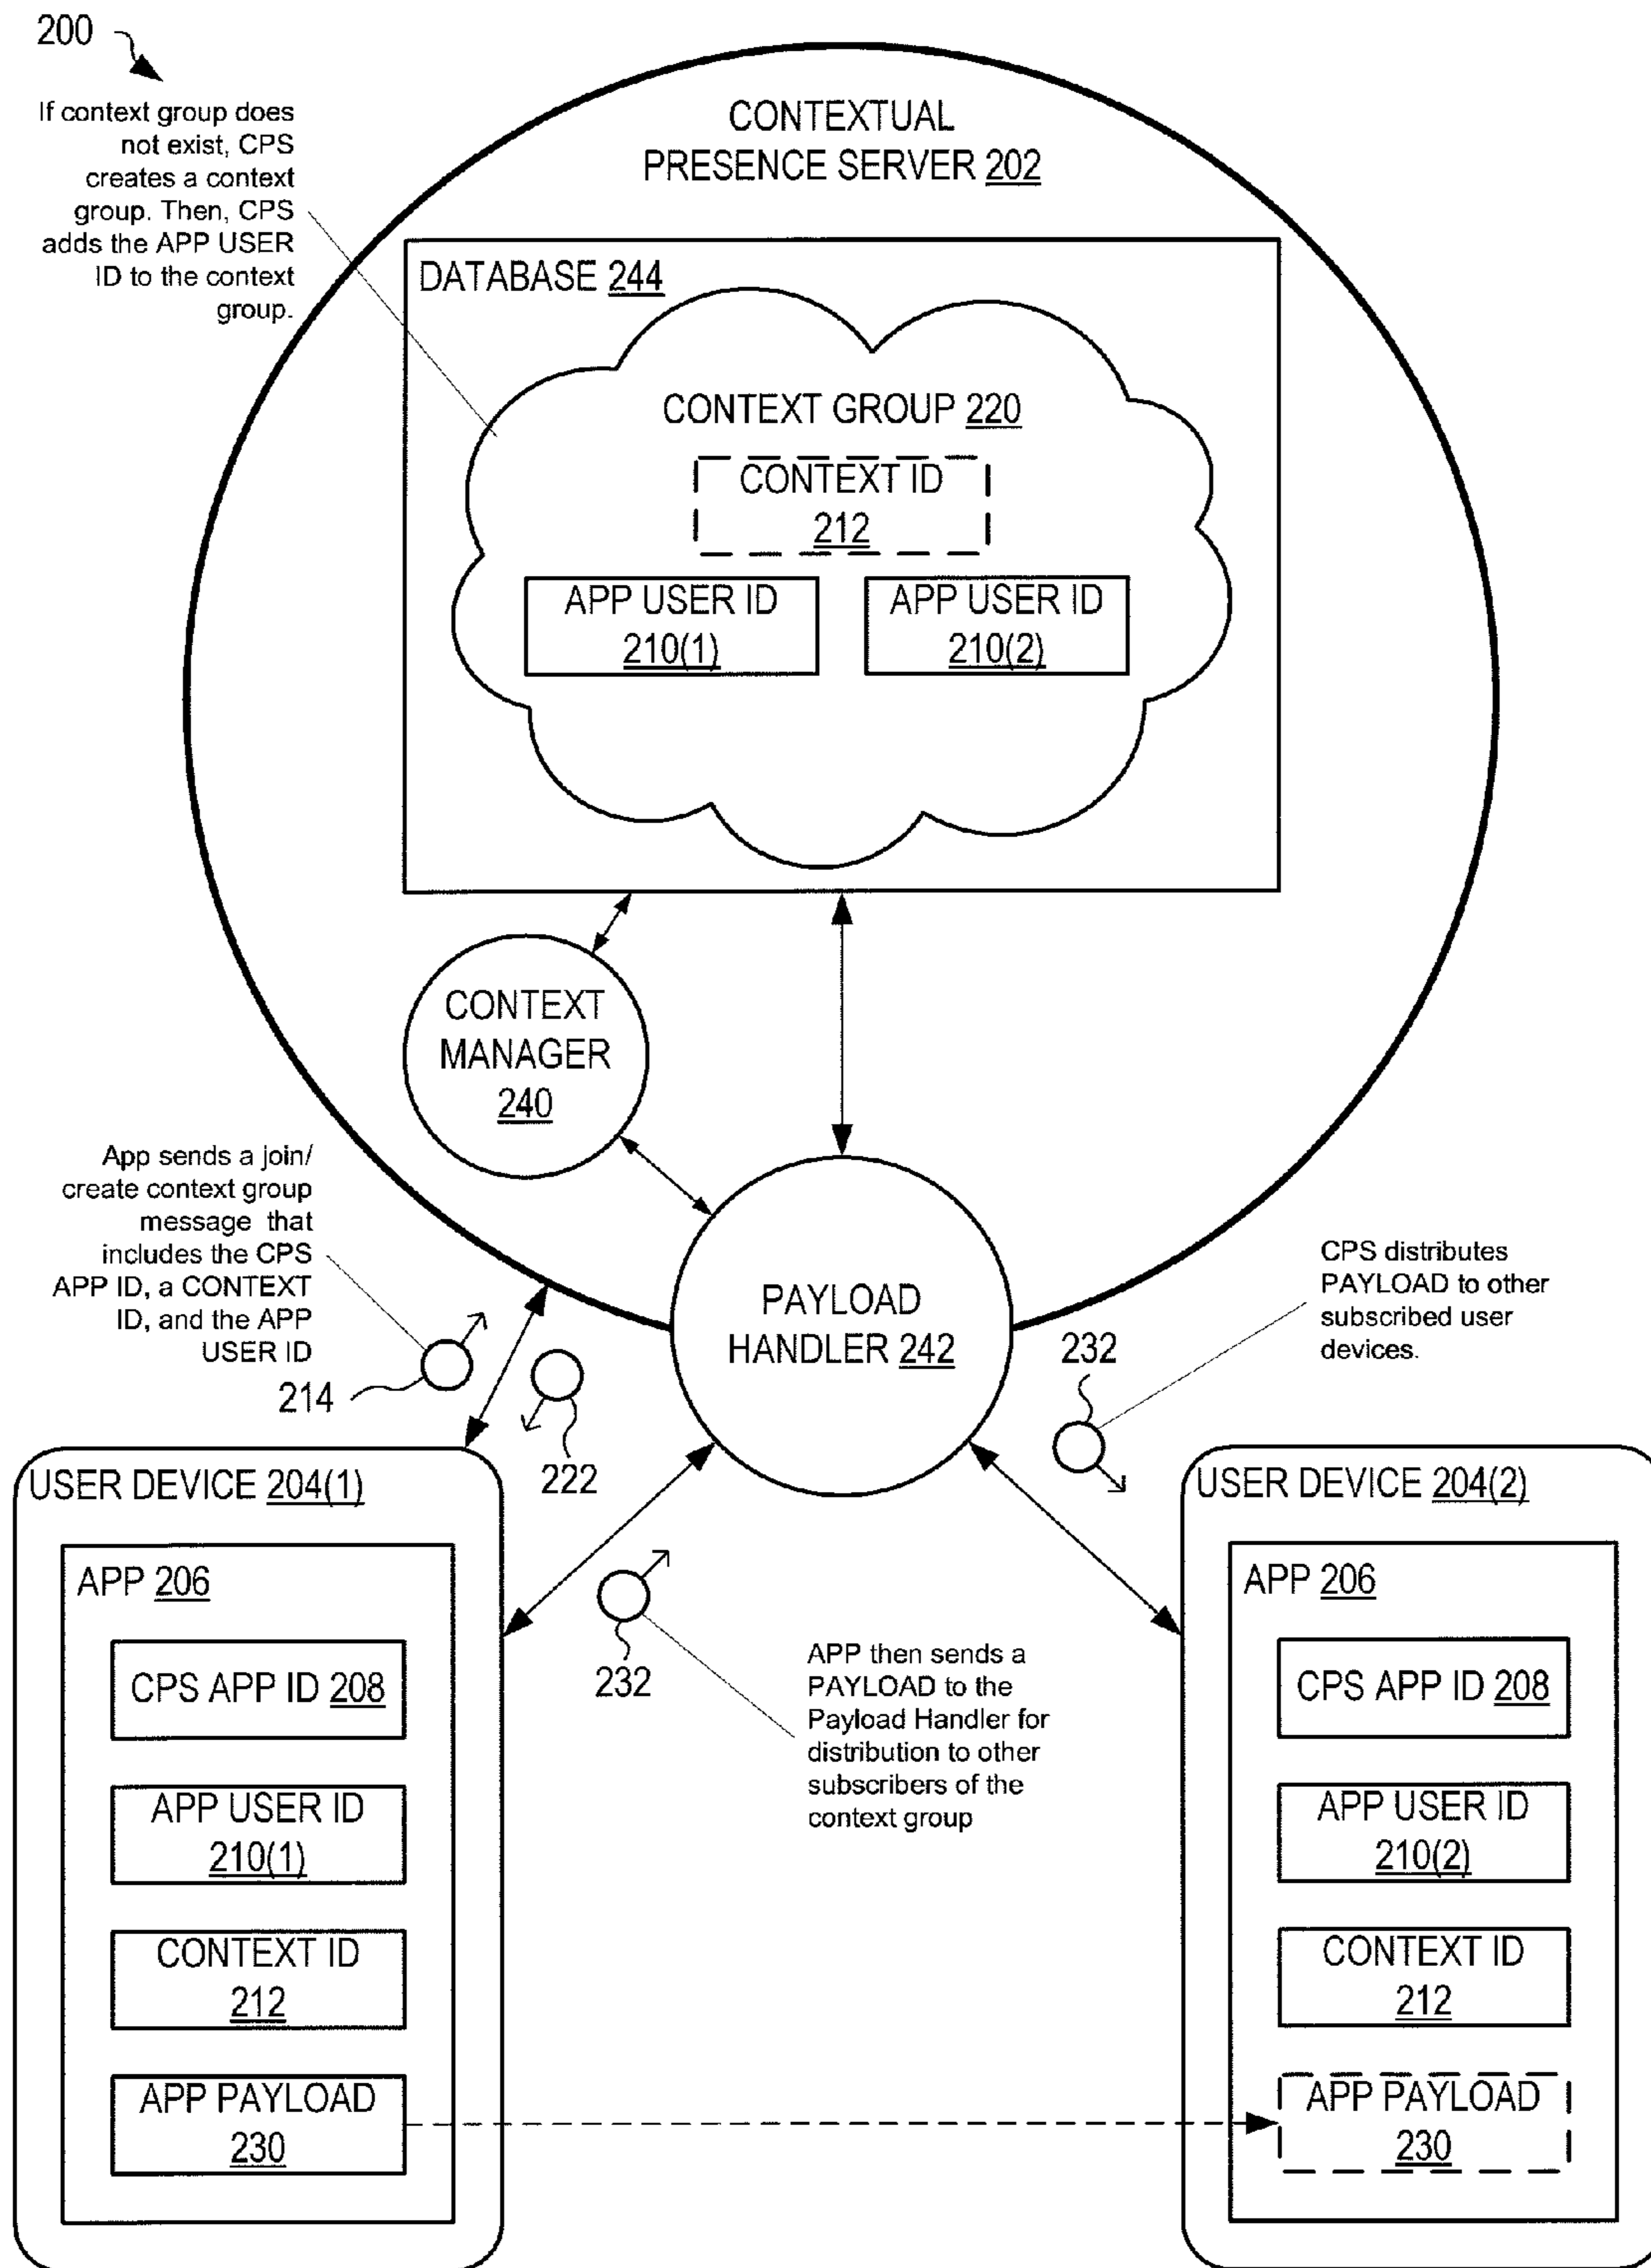 200
If context group does
not exist, CPS
creates a context
group. Then, CPS
adds the APP USER
ID to the context
group.
CONTEXTUAL
PRESENCE SERVER 202
DATABASE 244
CONTEXT GROUP 220
CONTEXT ID
212
APP USER ID
210(1)
APP USER ID
210(2)
CONTEXT
MANAGER
240
App sends a join/
create context group
message that
includes the CPS
APP ID, a CONTEXT
ID, and the APP
USER ID
214
222
PAYLOAD
HANDLER 242
232
CPS distributes
PAYLOAD to other
subscribed user
devices.
232
APP then sends a
PAYLOAD to the
Payload Handler for
distribution to other
subscribers of the
context group
USER DEVICE 204(1)
APP 206
CPS APP ID 208
APP USER ID
210(1)
CONTEXT ID
212
APP PAYLOAD
230
USER DEVICE 204(2)
APP 206
CPS APP ID 208
APP USER ID
210(2)
CONTEXT ID
212
APP PAYLOAD
230